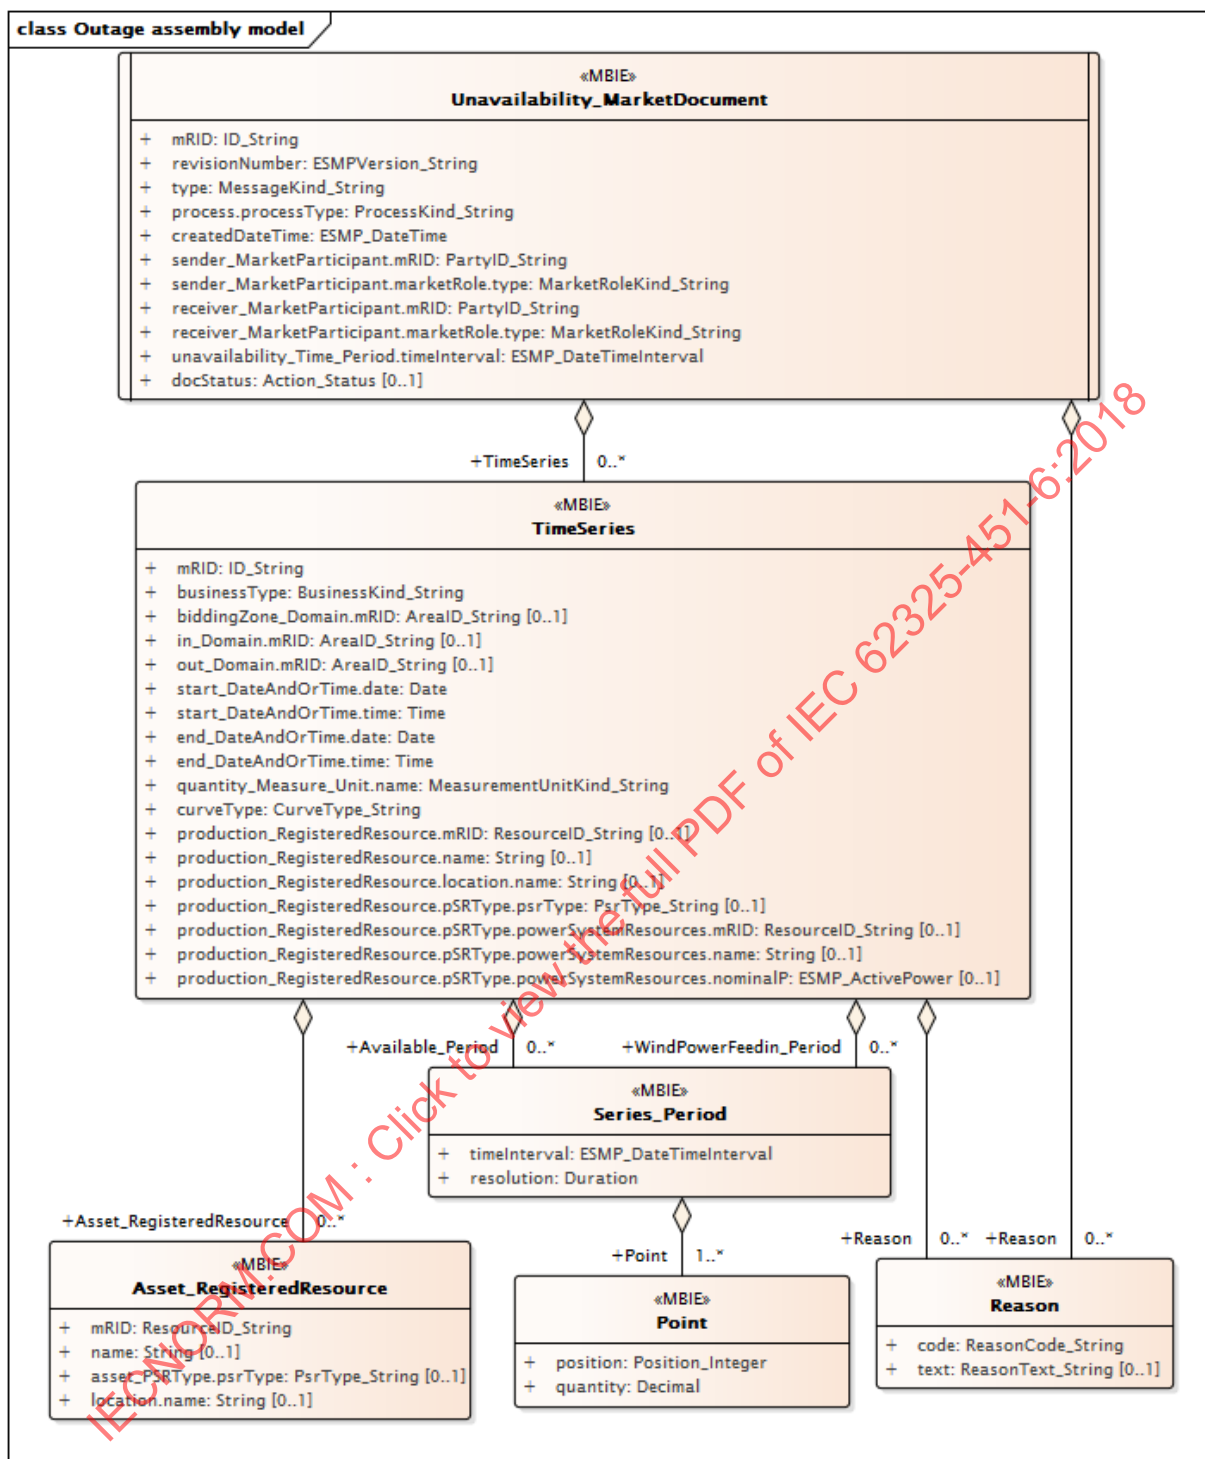 class Outage assembly model
«MBIE»
Unavailability_MarketDocument
+ mRID: ID_String
+ revisionNumber: ESMPVersion_String
+ type: MessageKind_String
+ process.processType: ProcessKind_String
+ createdDateTime: ESMP_DateTime
+ sender_MarketParticipant.mRID: PartyID_String
+ sender_MarketParticipant.marketRole.type: MarketRoleKind_String
+ receiver_MarketParticipant.mRID: PartyID_String
+ receiver_MarketParticipant.marketRole.type: MarketRoleKind_String
+ unavailability_Time_Period.timeInterval: ESMP_DateTimeInterval
+ docStatus: Action_Status [0..1]
+TimeSeries 0..*
«MBIE»
TimeSeries
+ mRID: ID_String
+ businessType: BusinessKind_String
+ biddingZone_Domain.mRID: AreaID_String [0..1]
+ in_Domain.mRID: AreaID_String [0..1]
+ out_Domain.mRID: AreaID_String [0..1]
+ start_DateAndOrTime.date: Date
+ start_DateAndOrTime.time: Time
+ end_DateAndOrTime.date: Date
+ end_DateAndOrTime.time: Time
+ quantity_Measure_Unit.name: MeasurementUnitKind_String
+ curveType: CurveType_String
+ production_RegisteredResource.mRID: ResourceID_String [0..1]
+ production_RegisteredResource.name: String [0..1]
+ production_RegisteredResource.location.name: String [0..1]
+ production_RegisteredResource.pSRType.psrType: PsrType_String [0..1]
+ production_RegisteredResource.pSRType.powerSystemResources.mRID: ResourceID_String [0..1]
+ production_RegisteredResource.pSRType.powerSystemResources.name: String [0..1]
+ production_RegisteredResource.pSRType.powerSystemResources.nominalP: ESMP_ActivePower [0..1]
+Available_Period 0..* +WindPowerFeedin_Period 0..*
«MBIE»
Series_Period
+ timeInterval: ESMP_DateTimeInterval
+ resolution: Duration
+Asset_RegisteredResource 0..*
«MBIE»
Asset_RegisteredResource
+ mRID: ResourceID_String
+ name: String [0..1]
+ asset_PSRType.psrType: PsrType_String [0..1]
+ location.name: String [0..1]
+Point 1..*
«MBIE»
Point
+ position: Position_Integer
+ quantity: Decimal
+Reason 0..* +Reason 0..*
«MBIE»
Reason
+ code: ReasonCode_String
+ text: ReasonText_String [0..1]
IECNORM.COM : Click to view the full PDF of IEC 62325-451-6:2018